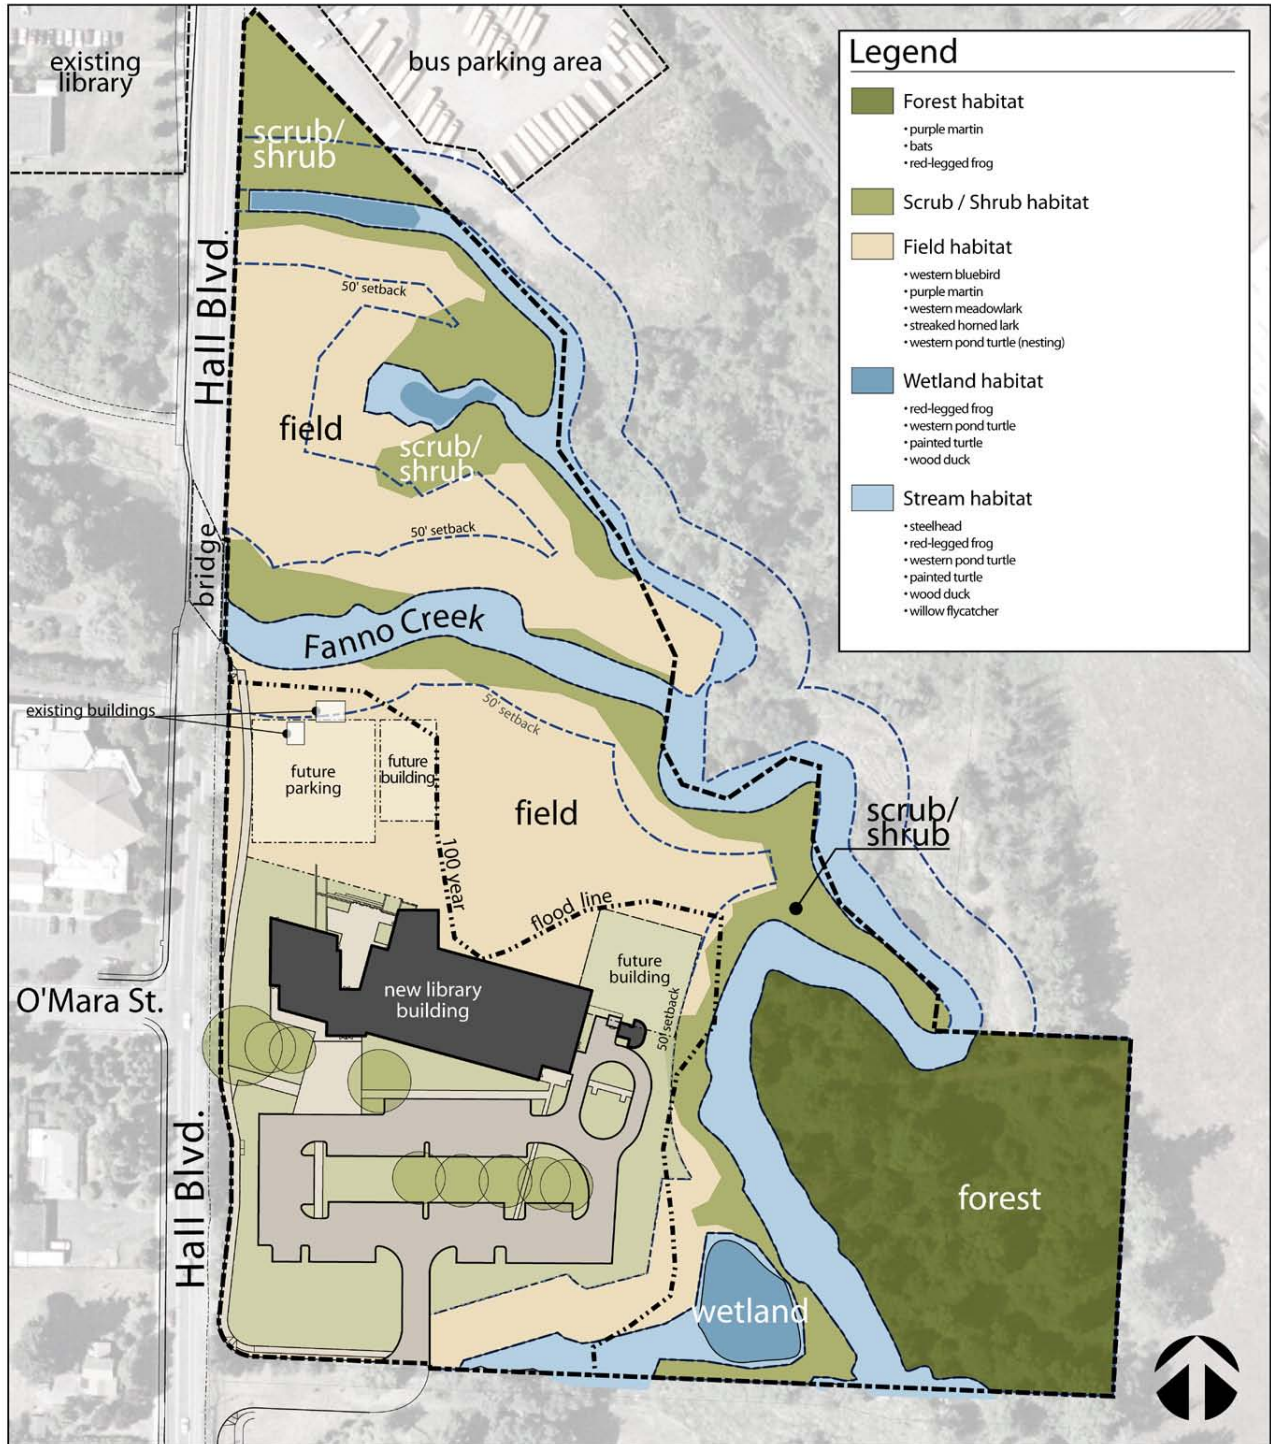 existing
library
bus parking area
scrub/
shrub
Hall Blvd.
50' setback
field
scrub/
shrub
50' setback
bridge
Fanno Creek
existing buildings
50' setback
future
parking
future
building
field
scrub/
shrub
100 year
flood line
future
building
new library
building
50' setback
O'Mara St.
Hall Blvd.
forest
wetland
Legend
Forest habitat
• purple martin
• bats
• red-legged frog
Scrub / Shrub habitat
Field habitat
• western bluebird
• purple martin
• western meadowlark
• streaked horned lark
• western pond turtle (nesting)
Wetland habitat
• red-legged frog
• western pond turtle
• painted turtle
• wood duck
Stream habitat
• steelhead
• red-legged frog
• western pond turtle
• painted turtle
• wood duck
• willow flycatcher